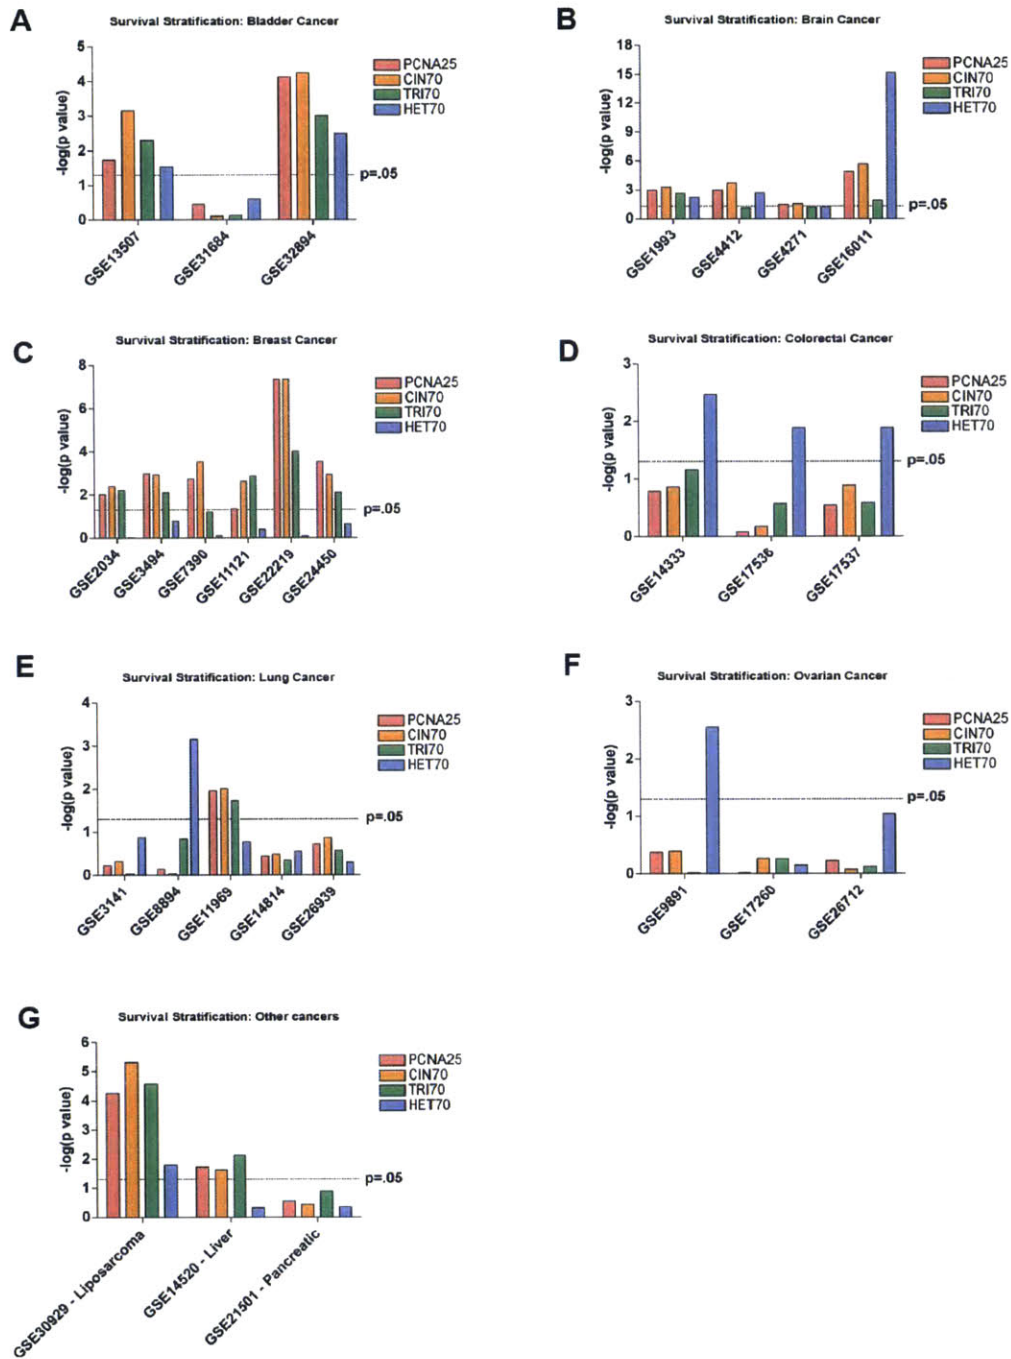 A
Survival Stratification: Bladder Cancer
-log(p value)
5
4
3
2
1
0
PCNA25
CIN70
TRI70
HET70
p=.05
GSE13507
GSE31684
GSE32894
B
Survival Stratification: Brain Cancer
-log(p value)
18
15
12
9
6
3
0
PCNA25
CIN70
TRI70
HET70
p=.05
GSE1993
GSE4412
GSE4271
GSE16011
C
Survival Stratification: Breast Cancer
-log(p value)
8
6
4
2
0
PCNA25
CIN70
TRI70
HET70
p=.05
GSE2034
GSE3494
GSE7390
GSE11121
GSE22219
GSE24450
D
Survival Stratification: Colorectal Cancer
-log(p value)
3
2
1
0
PCNA25
CIN70
TRI70
HET70
p=.05
GSE14333
GSE17536
GSE17537
E
Survival Stratification: Lung Cancer
-log(p value)
4
3
2
1
0
PCNA25
CIN70
TRI70
HET70
p=.05
GSE3141
GSE8894
GSE11969
GSE14814
GSE26939
F
Survival Stratification: Ovarian Cancer
-log(p value)
3
2
1
0
PCNA25
CIN70
TRI70
HET70
p=.05
GSE9891
GSE17260
GSE26712
G
Survival Stratification: Other cancers
-log(p value)
6
5
4
3
2
1
0
PCNA25
CIN70
TRI70
HET70
p=.05
GSE30929 - Liposarcoma
GSE14520 - Liver
GSE21501 - Pancreatic